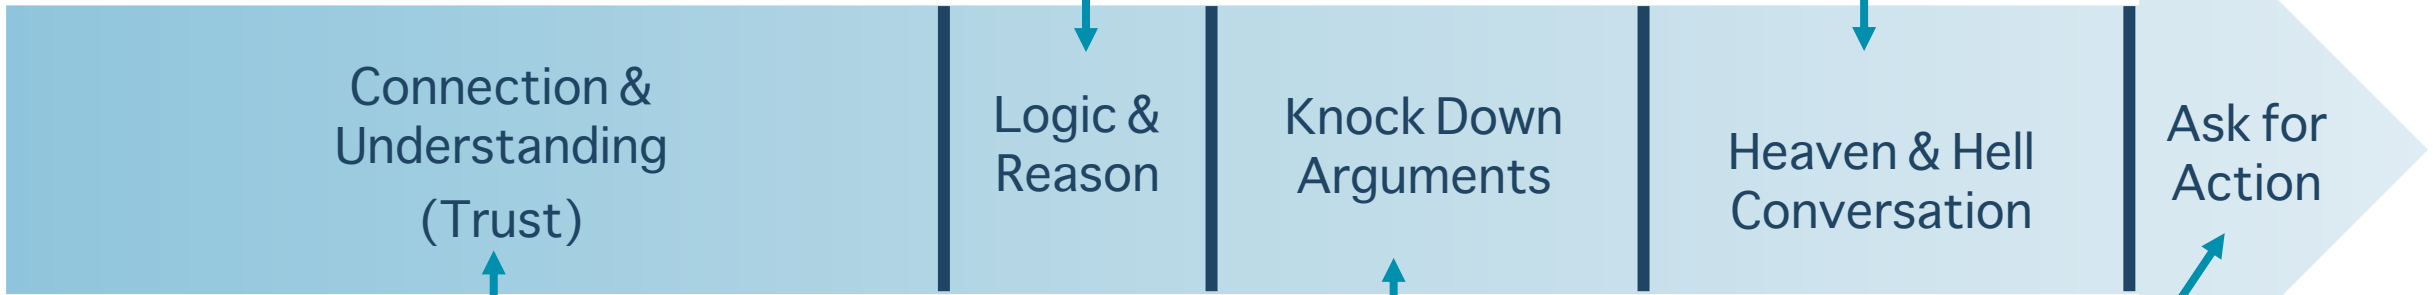 Connection &
Understanding
(Trust)
Logic &
Reason
Knock Down
Arguments
Heaven & Hell
Conversation
Ask for
Action